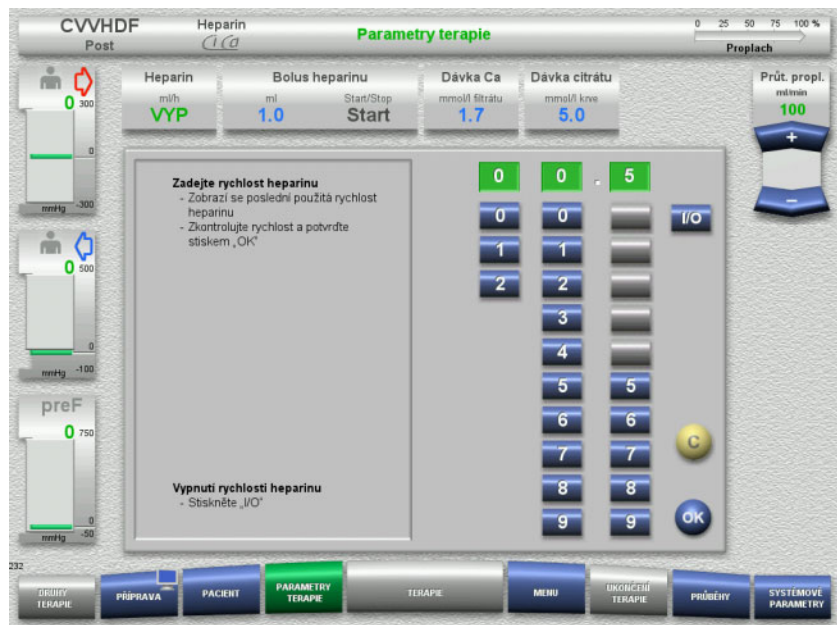 CVVHDF
Post
Heparin
CiCa
Parametry terapie
0 25 50 75 100 %
Proplach
0 300
0
mmHg -300
0 500
0
mmHg -100
preF
0 750
0
mmHg -50
Heparin
ml/h
VYP
Bolus heparinu
ml Start/Stop
1.0 Start
Dávka Ca
mmol/l filtrátu
1.7
Dávka citrátu
mmol/l krve
5.0
Průt. propl.
ml/min
100
+
–
Zadejte rychlost heparinu
- Zobrazí se poslední použitá rychlost
heparinu
- Zkontrolujte rychlost a potvrďte
stiskem „OK"
Vypnutí rychlosti heparinu
- Stiskněte „I/O"
0 0 . 5
0 0 I/O
1 1
2 2
3
4
5 5
6 6
7 7
C
8 8
9 9
OK
232
DRUHY
TERAPIE
PŘÍPRAVA
PACIENT
PARAMETRY
TERAPIE
TERAPIE
MENU
UKONČENÍ
TERAPIE
PRŮBĚHY
SYSTÉMOVÉ
PARAMETRY